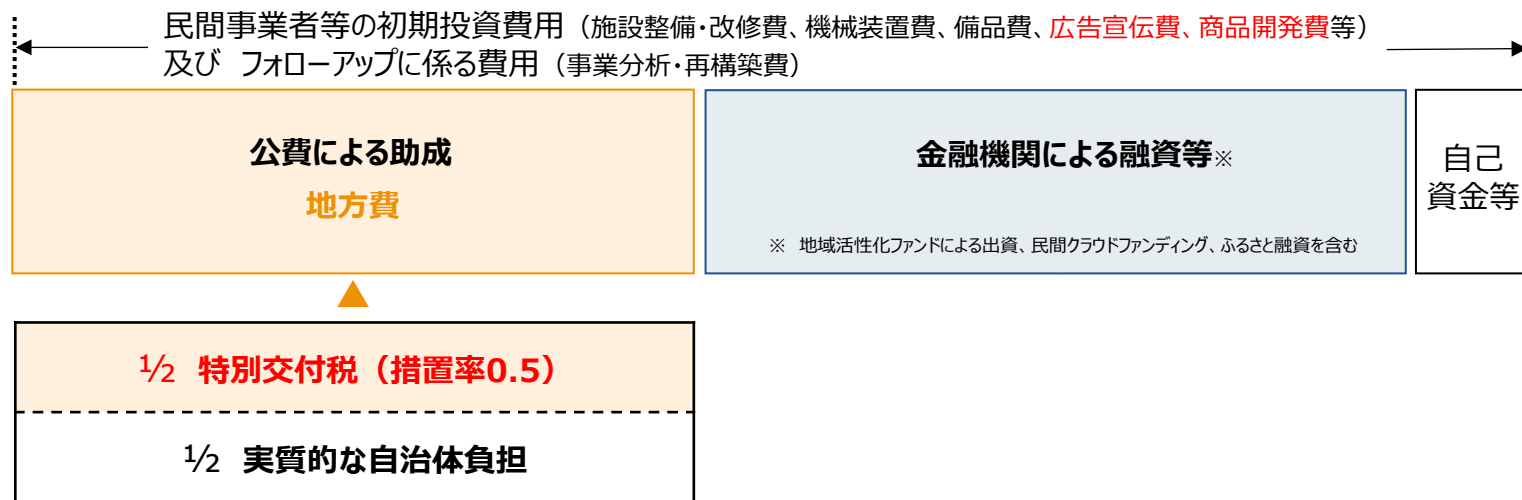 民間事業者等の初期投資費用（施設整備・改修費、機械装置費、備品費、広告宣伝費、商品開発費等）
及び フォローアップに係る費用（事業分析・再構築費）
公費による助成
地方費
金融機関による融資等※
※ 地域活性化ファンドによる出資、民間クラウドファンディング、ふるさと融資を含む
自己
資金等
½ 特別交付税（措置率0.5）
½ 実質的な自治体負担